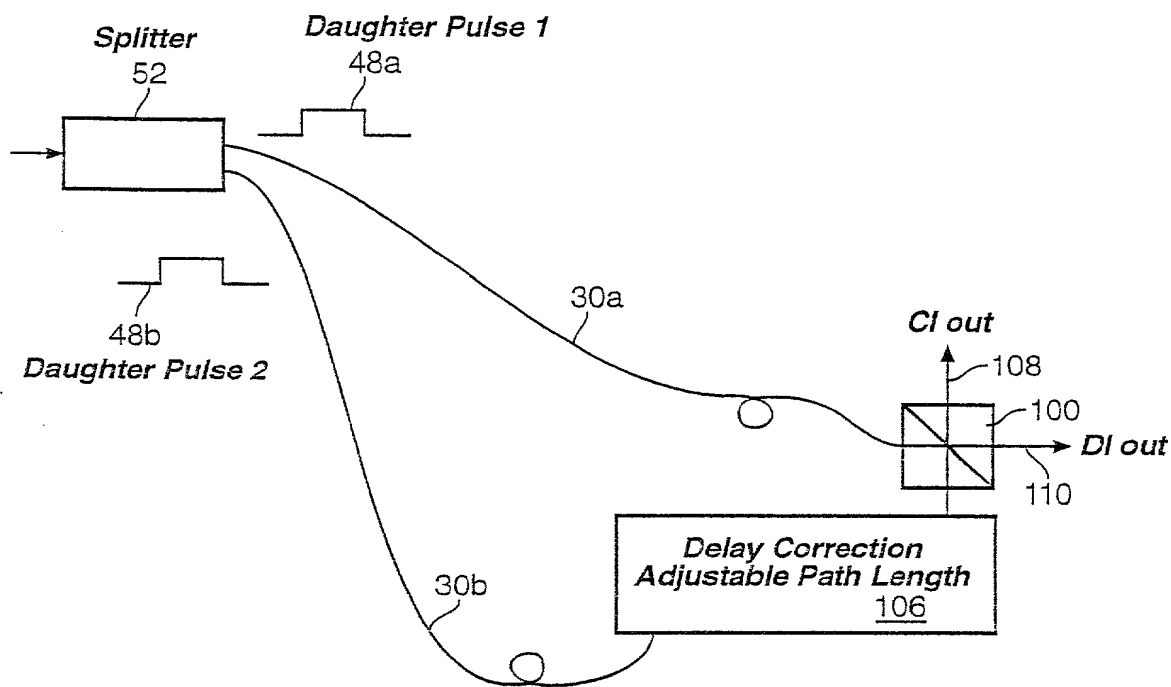 Splitter
52
Daughter Pulse 1
48a
48b
Daughter Pulse 2
30a
CI out
108
100
DI out
110
Delay Correction
Adjustable Path Length
106
30b